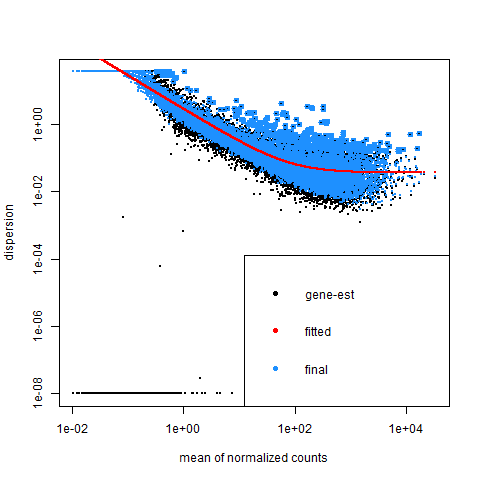 dispersion
1e+00
1e-02
1e-04
1e-06
1e-08
gene-est
fitted
final
1e-02 1e+00 1e+02 1e+04
mean of normalized counts